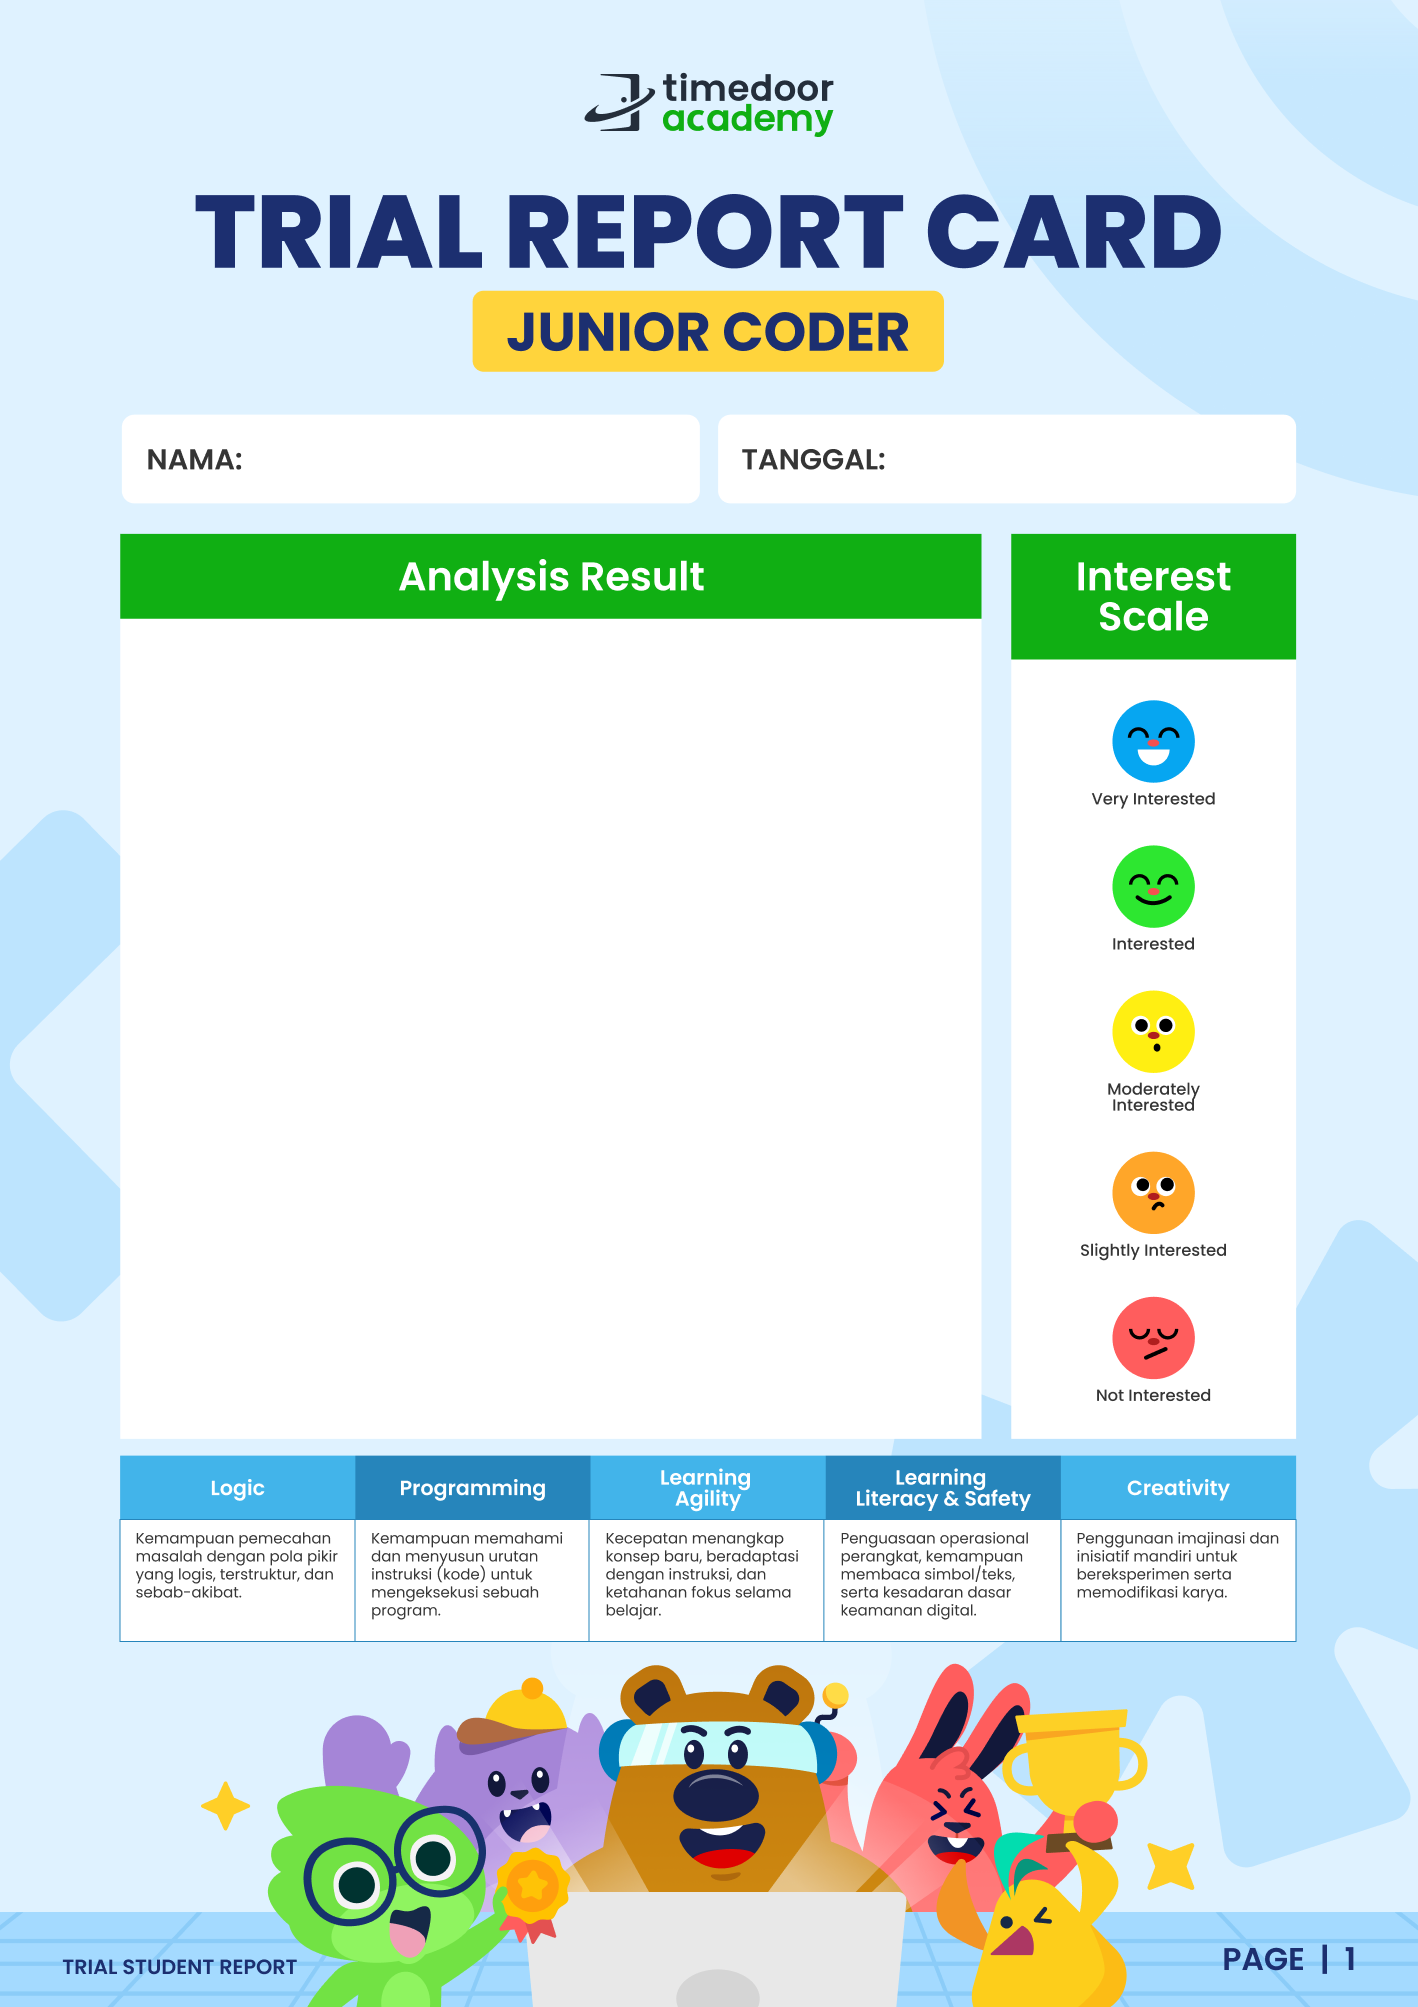 timedoor
academy
TRIAL REPORT CARD
JUNIOR CODER
NAMA:
TANGGAL:
Analysis Result
Interest
Scale
Very Interested
Interested
Moderately
Interested
Slightly Interested
Not Interested
Logic
Kemampuan pemecahan
masalah dengan pola pikir
yang logis, terstruktur, dan
sebab-akibat.
Programming
Kemampuan memahami
dan menyusun urutan
instruksi (kode) untuk
mengeksekusi sebuah
program.
Learning
Agility
Kecepatan menangkap
konsep baru, beradaptasi
dengan instruksi, dan
ketahanan fokus selama
belajar.
Learning
Literacy & Safety
Penguasaan operasional
perangkat, kemampuan
membaca simbol/teks,
serta kesadaran dasar
keamanan digital.
Creativity
Penggunaan imajinasi dan
inisiatif mandiri untuk
bereksperimen serta
memodifikasi karya.
TRIAL STUDENT REPORT
PAGE | 1